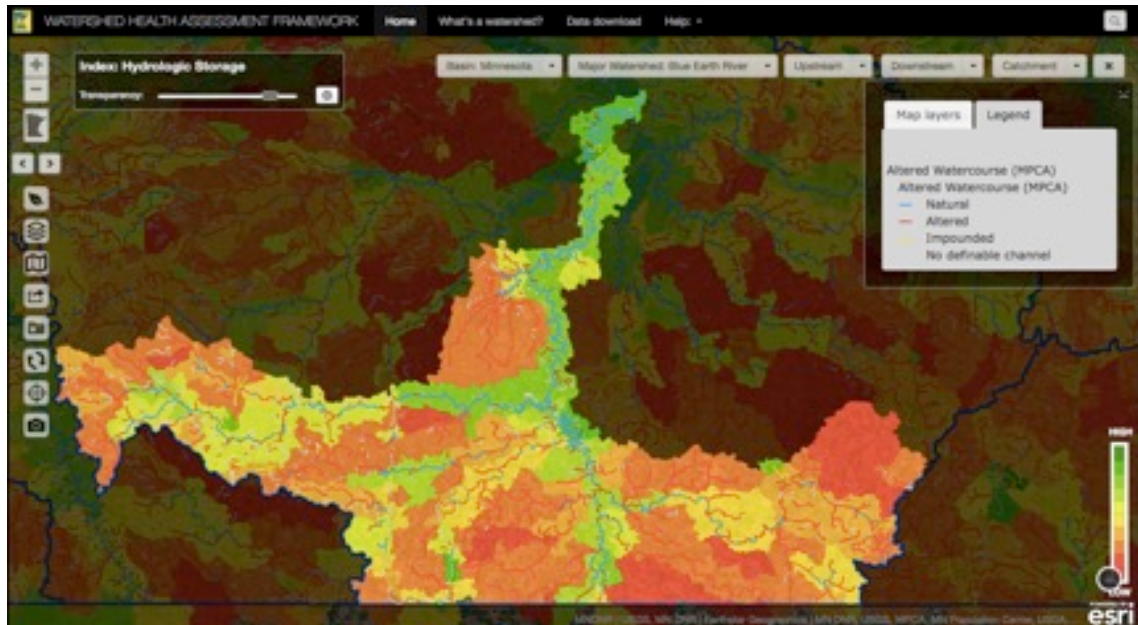 WATERSHED HEALTH ASSESSMENT FRAMEWORK Home What's a watershed? Data download Help:
Index: Hydrologic Storage
Transparency:
Basin: Minnesota Major Watershed: Blue Earth River Upstream Downstream Catchment
Map layers Legend
Altered Watercourse (MPCA)
Altered Watercourse (MPCA)
Natural
Altered
Impounded
No definable channel
HIGH
LOW
esri